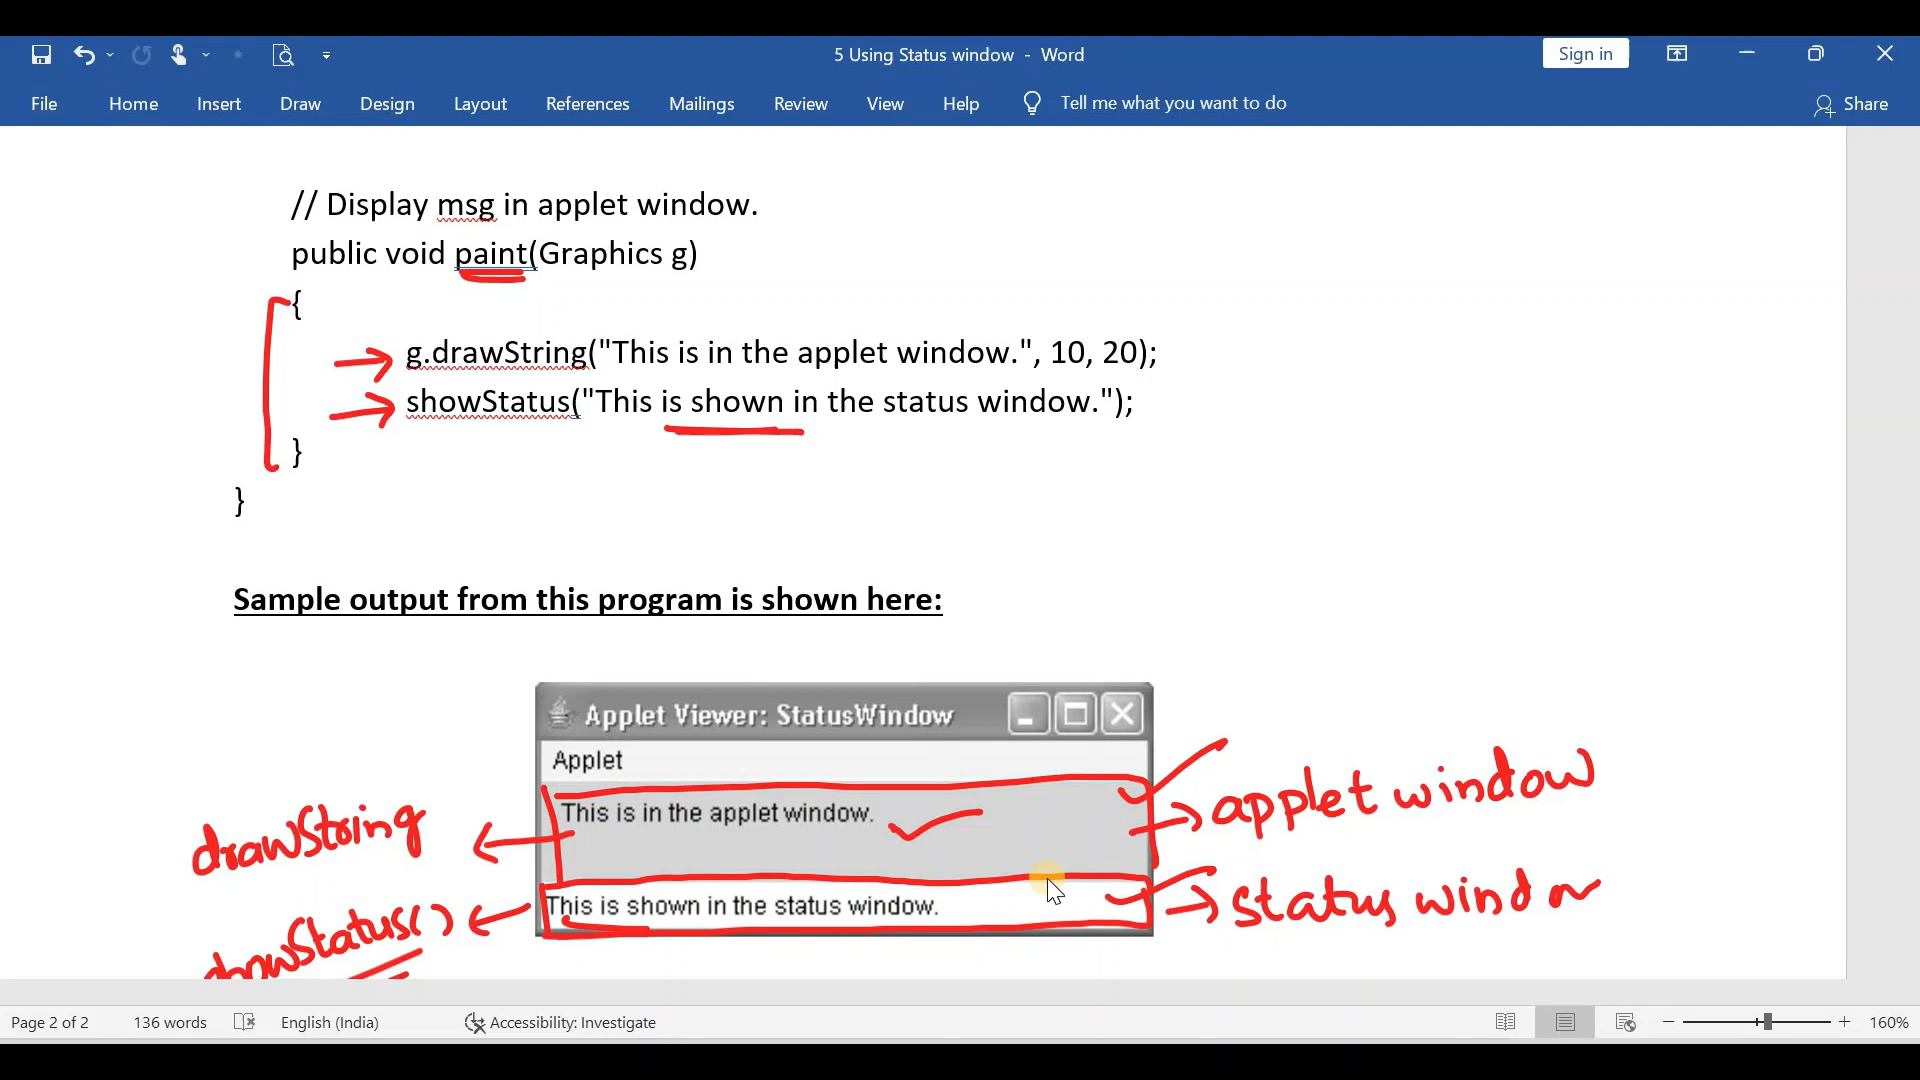 5 Using Status window - Word
Sign in
File Home Insert Draw Design Layout References Mailings Review View Help Tell me what you want to do Share
// Display msg in applet window.
public void paint(Graphics g)
{
g.drawString("This is in the applet window.", 10, 20);
showStatus("This is shown in the status window.");
}
}
Sample output from this program is shown here:
Applet Viewer: StatusWindow
Applet
This is in the applet window.
drawString
applet window
This is shown in the status window.
status window
Page 2 of 2 136 words English (India) Accessibility: Investigate 160%